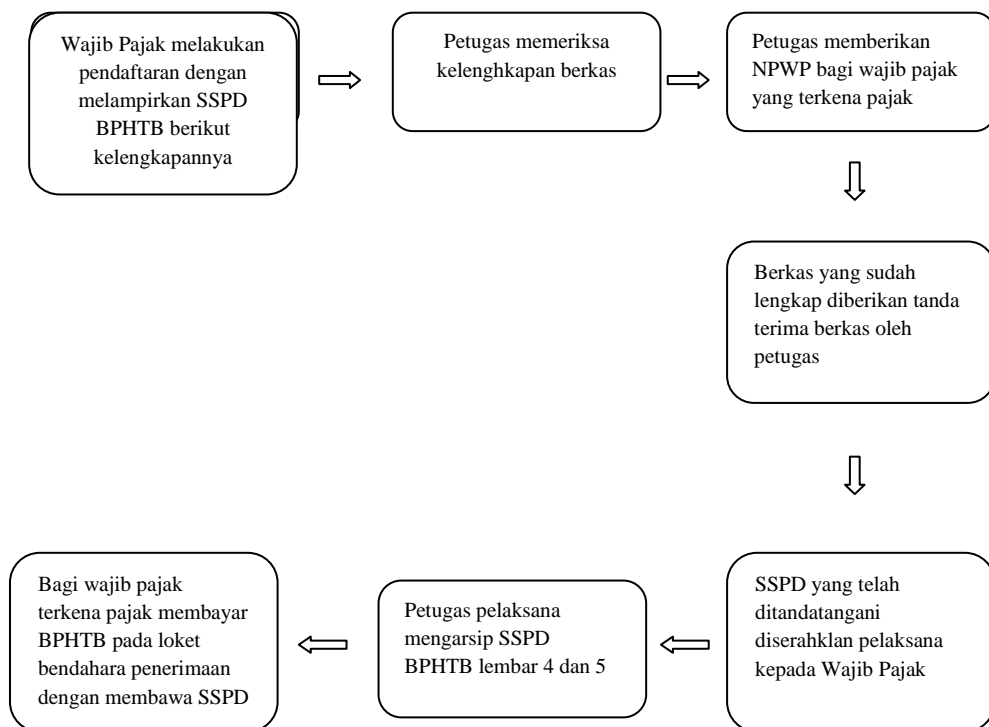 Wajib Pajak melakukan
pendaftaran dengan
melampirkan SSPD
BPHTB berikut
kelengkapannya
Petugas memeriksa
kelenghkapan berkas
Petugas memberikan
NPWP bagi wajib pajak
yang terkena pajak
Berkas yang sudah
lengkap diberikan tanda
terima berkas oleh
petugas
SSPD yang telah
ditandatangani
diserahklan pelaksana
kepada Wajib Pajak
Petugas pelaksana
mengarsip SSPD
BPHTB lembar 4 dan 5
Bagi wajib pajak
terkena pajak membayar
BPHTB pada loket
bendahara penerimaan
dengan membawa SSPD